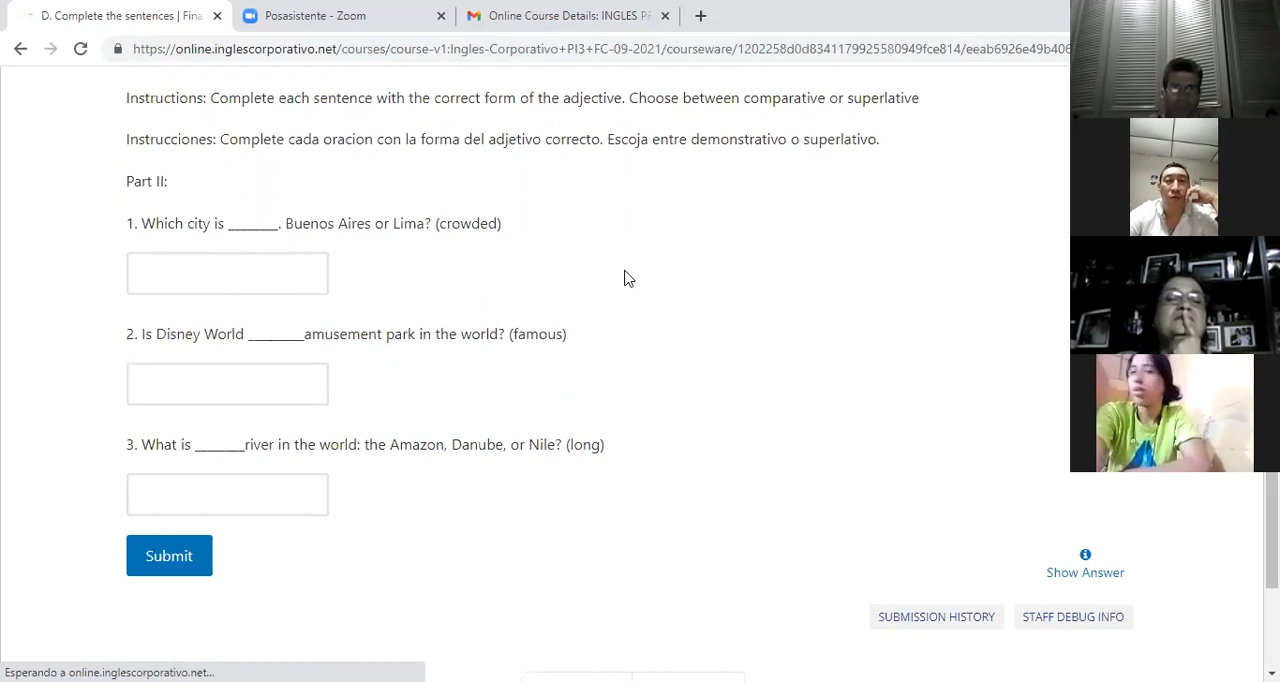 D. Complete the sentences | Fina
Posasistente - Zoom
Online Course Details: INGLES PR
https://online.inglescorporativo.net/courses/course-v1:Ingles-Corporativo+PI3+FC-09-2021/courseware/1202258d0d8341179925580949fce814/eeab6926e49b406
Instructions: Complete each sentence with the correct form of the adjective. Choose between comparative or superlative
Instrucciones: Complete cada oracion con la forma del adjetivo correcto. Escoja entre demonstrativo o superlativo.
Part II:
1. Which city is ________. Buenos Aires or Lima? (crowded)
2. Is Disney World _________amusement park in the world? (famous)
3. What is ________river in the world: the Amazon, Danube, or Nile? (long)
Submit
Show Answer
SUBMISSION HISTORY
STAFF DEBUG INFO
Esperando a online.inglescorporativo.net...